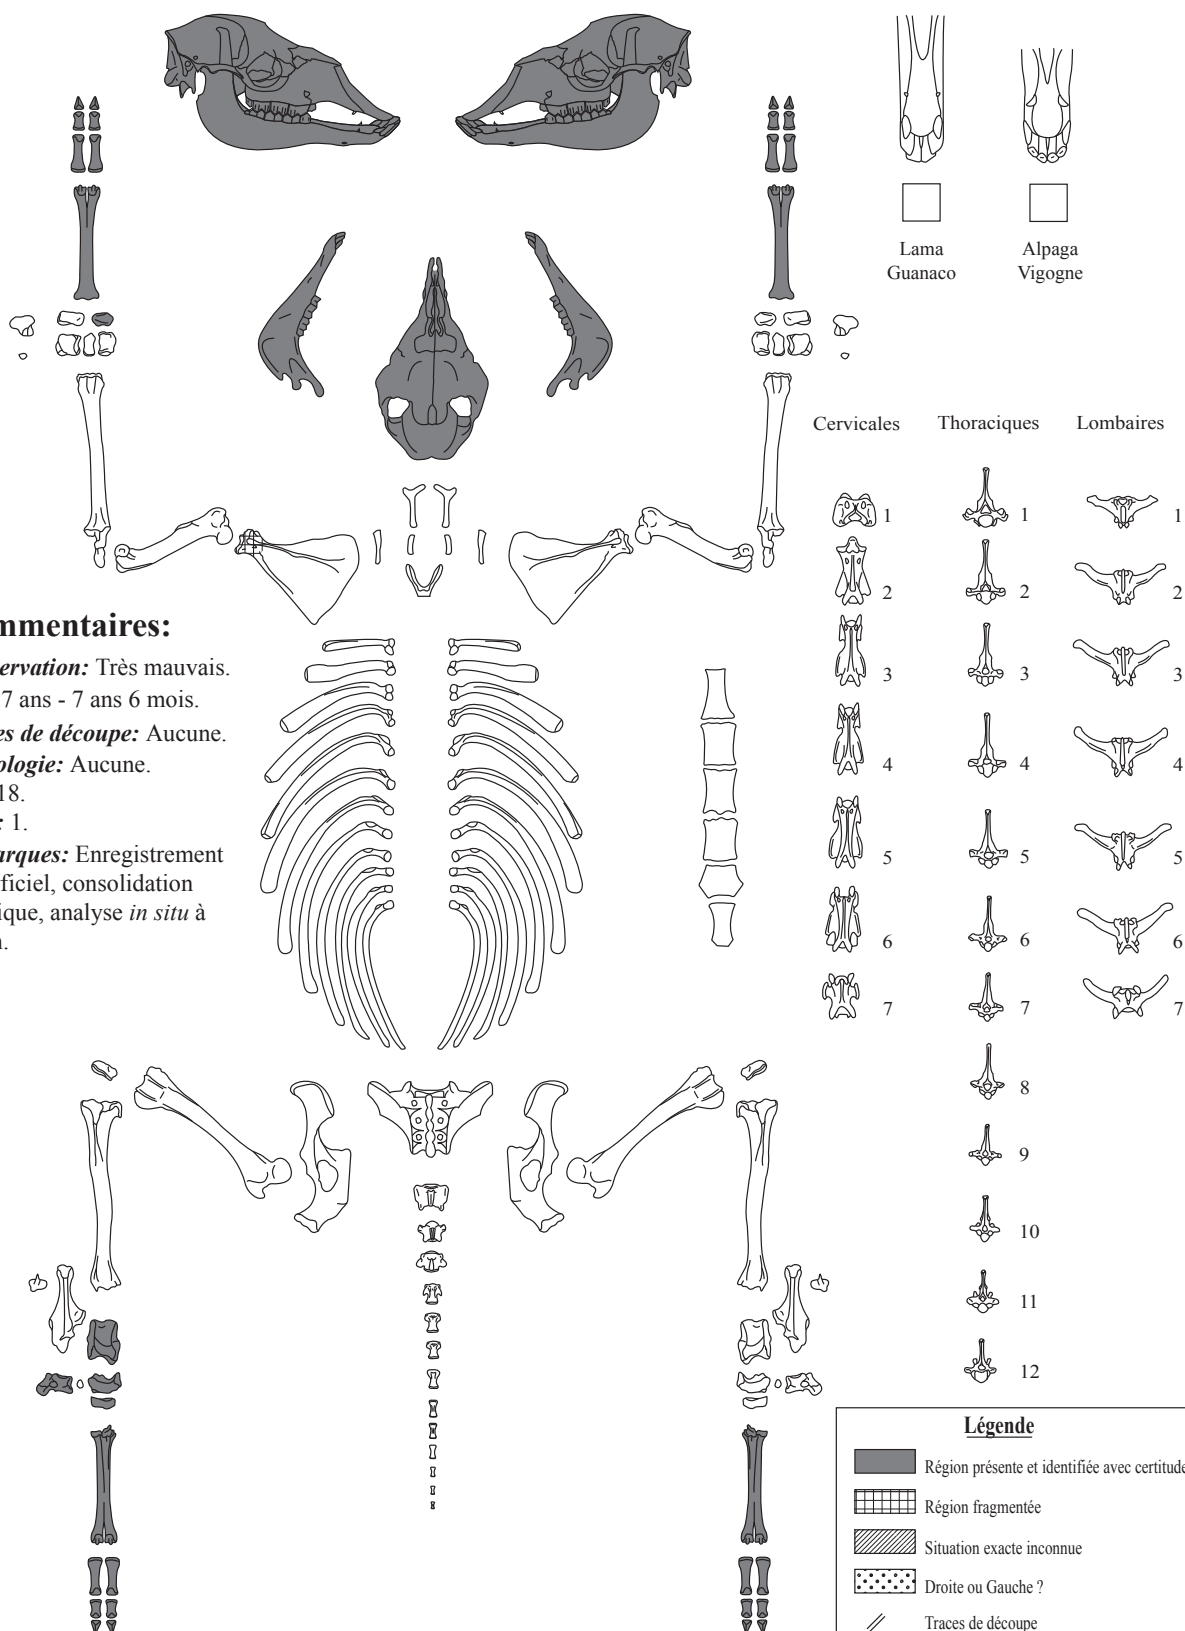 Lama
Guanaco
Alpaga
Vigogne
Cervicales
Thoraciques
Lombaires
1
2
3
4
5
6
7
1
2
3
4
5
6
7
8
9
10
11
12
1
2
3
4
5
6
7
mmentaires:
ervation: Très mauvais.
7 ans - 7 ans 6 mois.
es de découpe: Aucune.
ologie: Aucune.
18.
: 1.
arques: Enregistrement
ficiel, consolidation
ique, analyse in situ à
n.
Légende
Région présente et identifiée avec certitude
Région fragmentée
Situation exacte inconnue
Droite ou Gauche ?
Traces de découpe